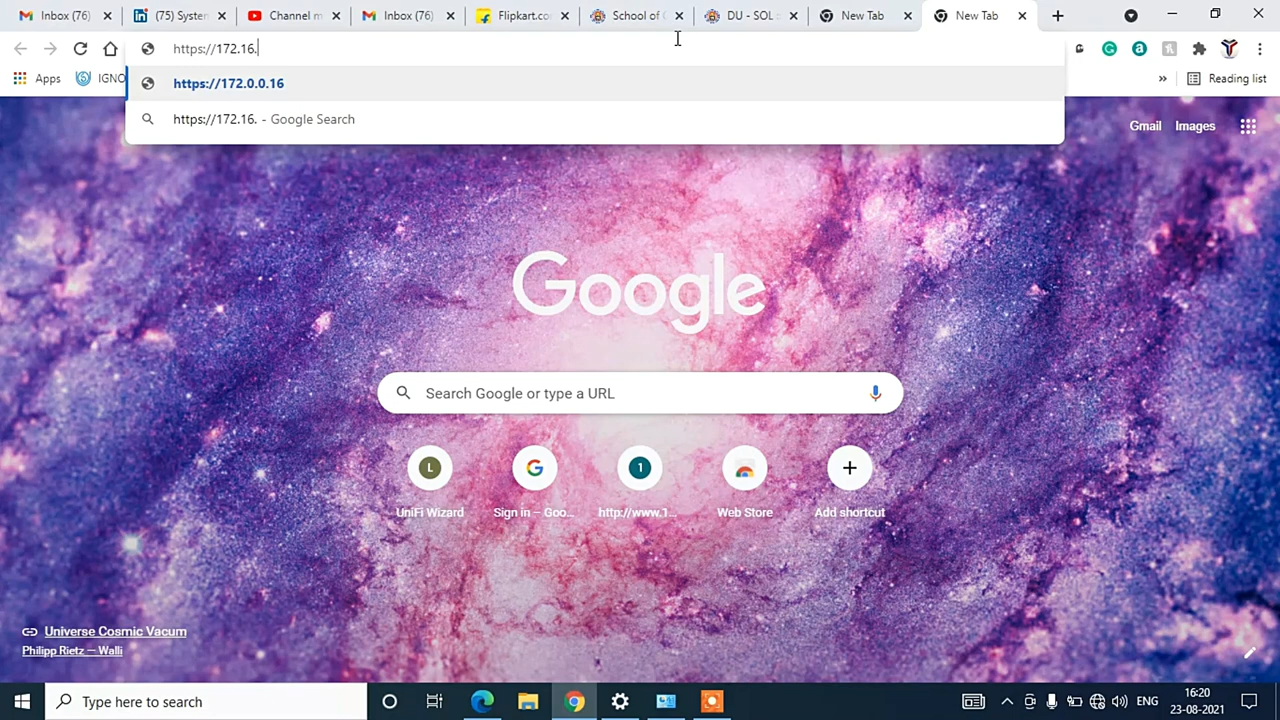 Inbox (76)
(75) System
Channel m
Inbox (76)
Flipkart.co
School of
DU - SOL
New Tab
New Tab
https://172.16.
Apps
IGNO
Reading list
https://172.0.0.16
https://172.16. - Google Search
Gmail
Images
Google
Search Google or type a URL
L
1
UniFi Wizard
Sign in – Goo...
http://www.1...
Web Store
Add shortcut
Universe Cosmic Vacum
Philipp Rietz — Walli
Type here to search
ENG
16:20
23-08-2021